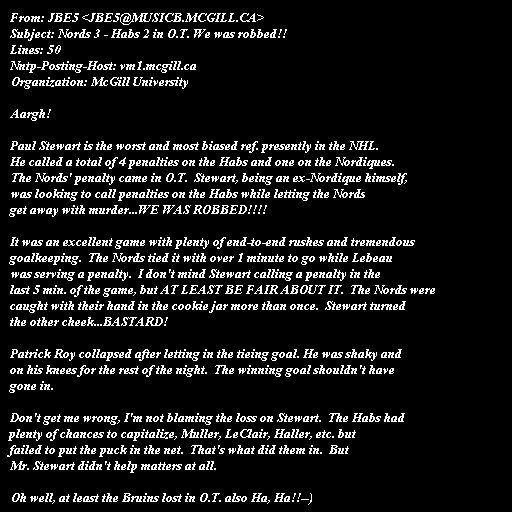 From: JBE5 <JBE5@MUSICB.MCGILL.CA>
Subject: Nords 3 - Habs 2 in O.T. We was robbed!!
Lines: 50
Nntp-Posting-Host: vm1.mcgill.ca
Organization: McGill University
Aargh!
Paul Stewart is the worst and most biased ref. presently in the NHL.
He called a total of 4 penalties on the Habs and one on the Nordiques.
The Nords' penalty came in O.T.  Stewart, being an ex-Nordique himself,
was looking to call penalties on the Habs while letting the Nords
get away with murder...WE WAS ROBBED!!!!
It was an excellent game with plenty of end-to-end rushes and tremendous
goalkeeping.  The Nords tied it with over 1 minute to go while Lebeau
was serving a penalty.  I don't mind Stewart calling a penalty in the
last 5 min. of the game, but AT LEAST BE FAIR ABOUT IT.  The Nords were
caught with their hand in the cookie jar more than once.  Stewart turned
the other cheek...BASTARD!
Patrick Roy collapsed after letting in the tieing goal. He was shaky and
on his knees for the rest of the night.  The winning goal shouldn't have
gone in.
Don't get me wrong, I'm not blaming the loss on Stewart.  The Habs had
plenty of chances to capitalize, Muller, LeClair, Haller, etc. but
failed to put the puck in the net.  That's what did them in.  But
Mr. Stewart didn't help matters at all.
Oh well, at least the Bruins lost in O.T. also Ha, Ha!!--)